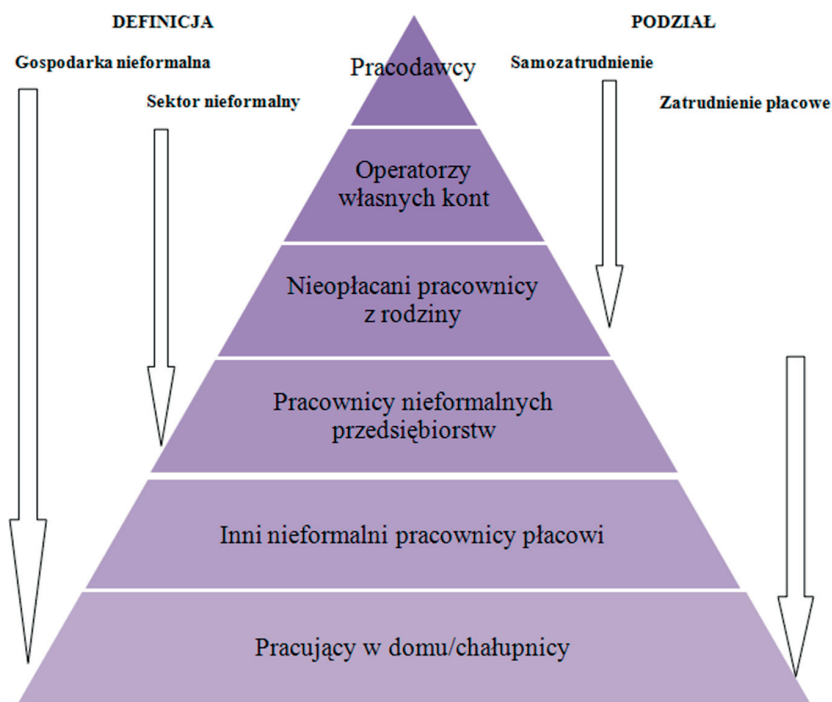 DEFINICJA
PODZIAŁ
Gospodarka nieformalna
Samozatrudnienie
Sektor nieformalny
Zatrudnienie płacowe
Pracodawcy
Operatorzy
własnych kont
Nieopłacani pracownicy
z rodziny
Pracownicy nieformalnych
przedsiębiorstw
Inni nieformalni pracownicy płacowi
Pracujący w domu/chałupnicy